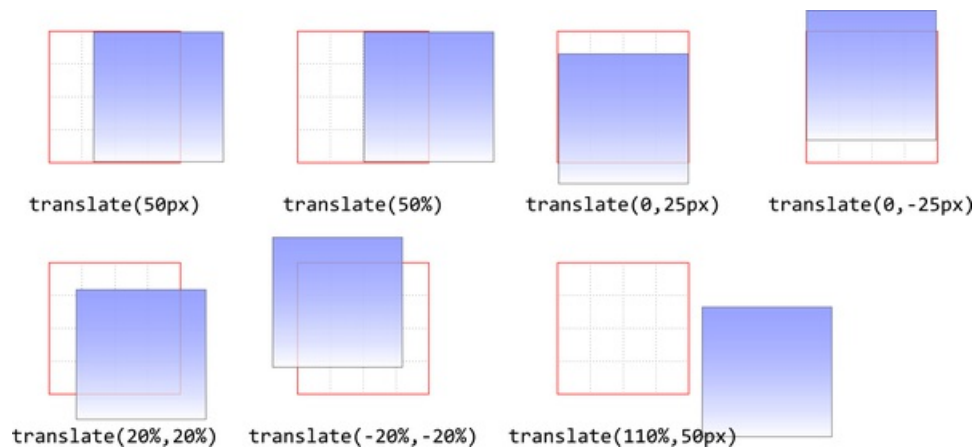 translate(50px)
translate(50%)
translate(0,25px)
translate(0,-25px)
translate(20%,20%)
translate(-20%,-20%)
translate(110%,50px)